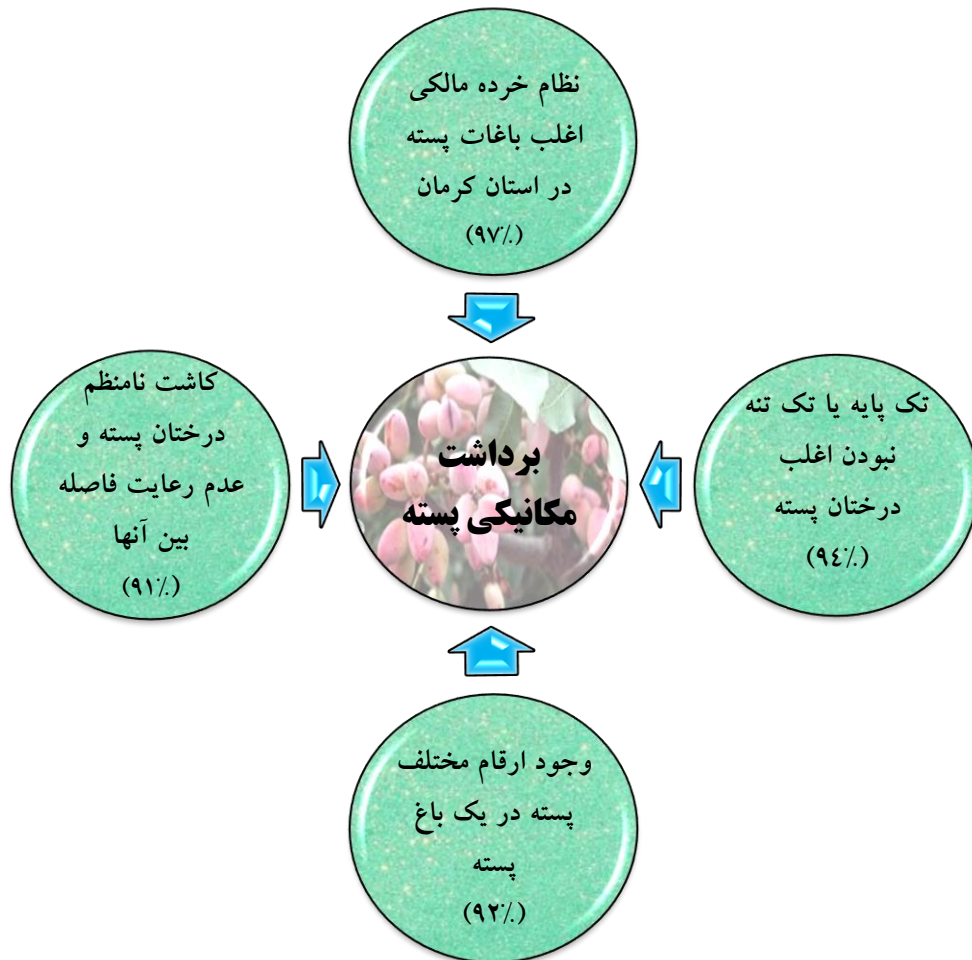 نظام خرده مالکی
اغلب باغات پسته
در استان کرمان
(۹۷٪)
تک پایه یا تک تنه
نبودن اغلب
درختان پسته
(۹٤٪)
برداشت
مکانیکی پسته
کاشت نامنظم
درختان پسته و
عدم رعایت فاصله
بین آنها
(۹۱٪)
وجود ارقام مختلف
پسته در یک باغ
پسته
(۹۲٪)